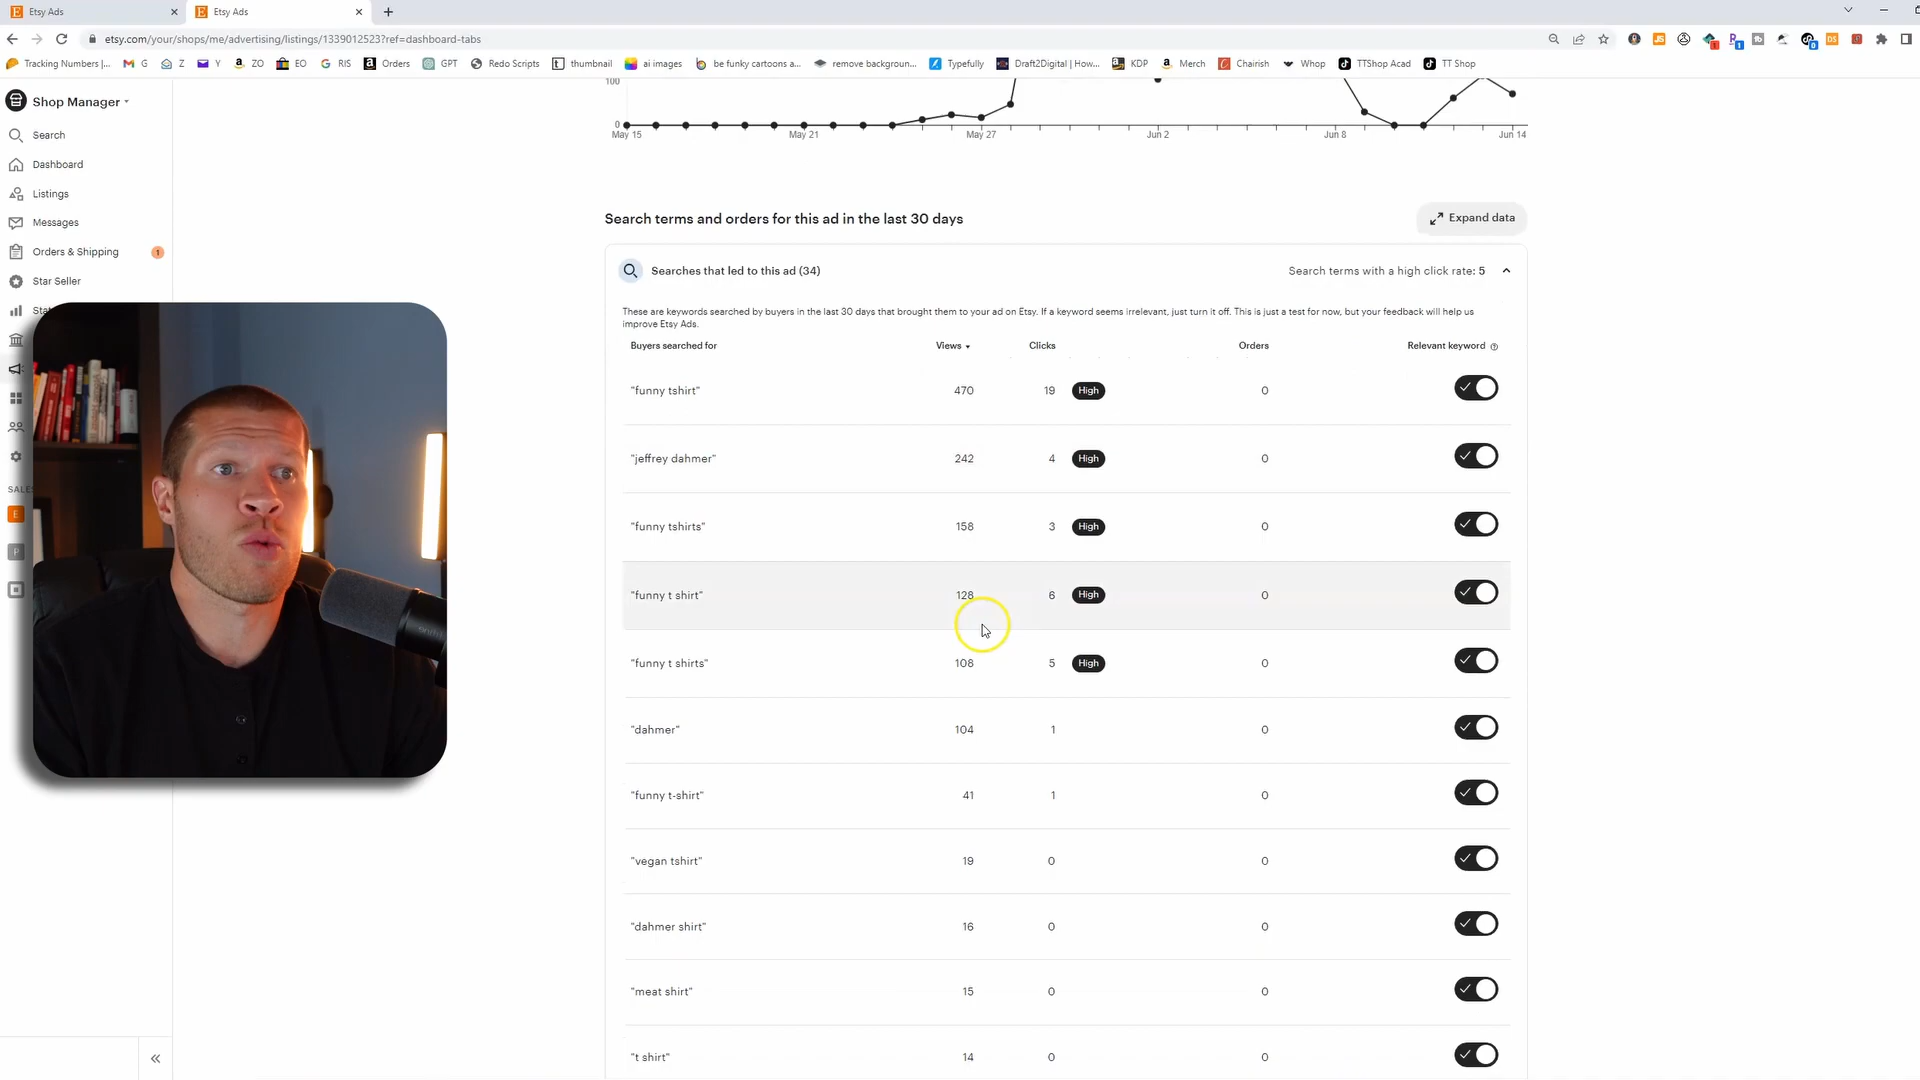 Etsy Ads
Etsy Ads
etsy.com/your/shops/me/advertising/listings/1339012523?ref=dashboard-tabs
Tracking Numbers |...
G
Z
Y
ZO
EO
RIS
Orders
GPT
Redo Scripts
thumbnail
ai images
be funky cartoons a...
remove backgroun...
Typefully
Draft2Digital | How...
KDP
Merch
Chairish
Whop
TTShop Acad
TT Shop
Shop Manager
Search
Dashboard
Listings
Messages
Orders & Shipping 1
Star Seller
100
0
May 15 May 21 May 27 Jun 2 Jun 8 Jun 14
Search terms and orders for this ad in the last 30 days
Expand data
Searches that led to this ad (34)
Search terms with a high click rate: 5
These are keywords searched by buyers in the last 30 days that brought them to your ad on Etsy. If a keyword seems irrelevant, just turn it off. This is just a test for now, but your feedback will help us
improve Etsy Ads.
Buyers searched for Views Clicks Orders Relevant keyword
"funny tshirt" 470 19 High 0
"jeffrey dahmer" 242 4 High 0
"funny tshirts" 158 3 High 0
"funny t shirt" 128 6 High 0
"funny t shirts" 108 5 High 0
"dahmer" 104 1 0
"funny t-shirt" 41 1 0
"vegan tshirt" 19 0 0
"dahmer shirt" 16 0 0
"meat shirt" 15 0 0
"t shirt" 14 0 0